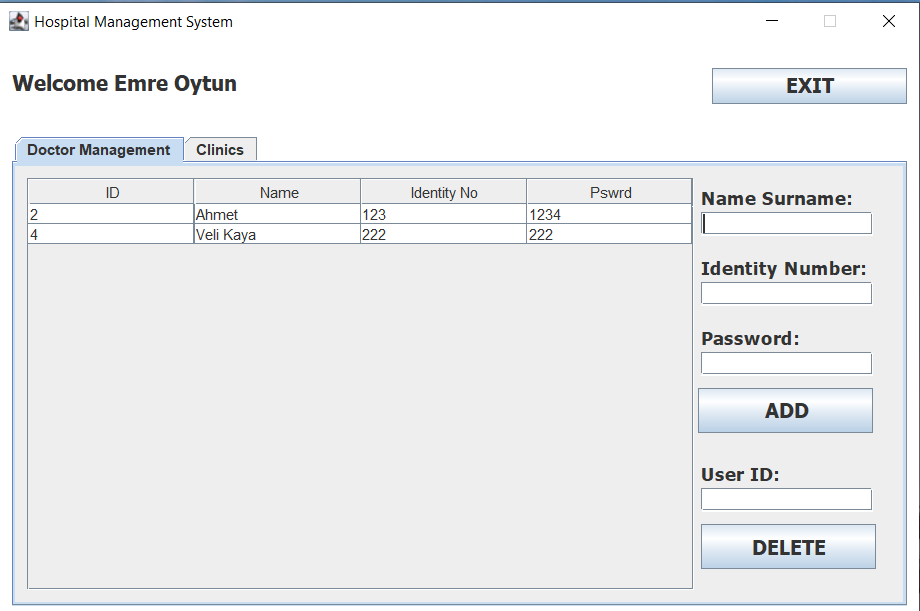 Hospital Management System
Welcome Emre Oytun
EXIT
Doctor Management Clinics
ID Name Identity No Pswrd
2 Ahmet 123 1234
4 Veli Kaya 222 222
Name Surname:
Identity Number:
Password:
ADD
User ID:
DELETE